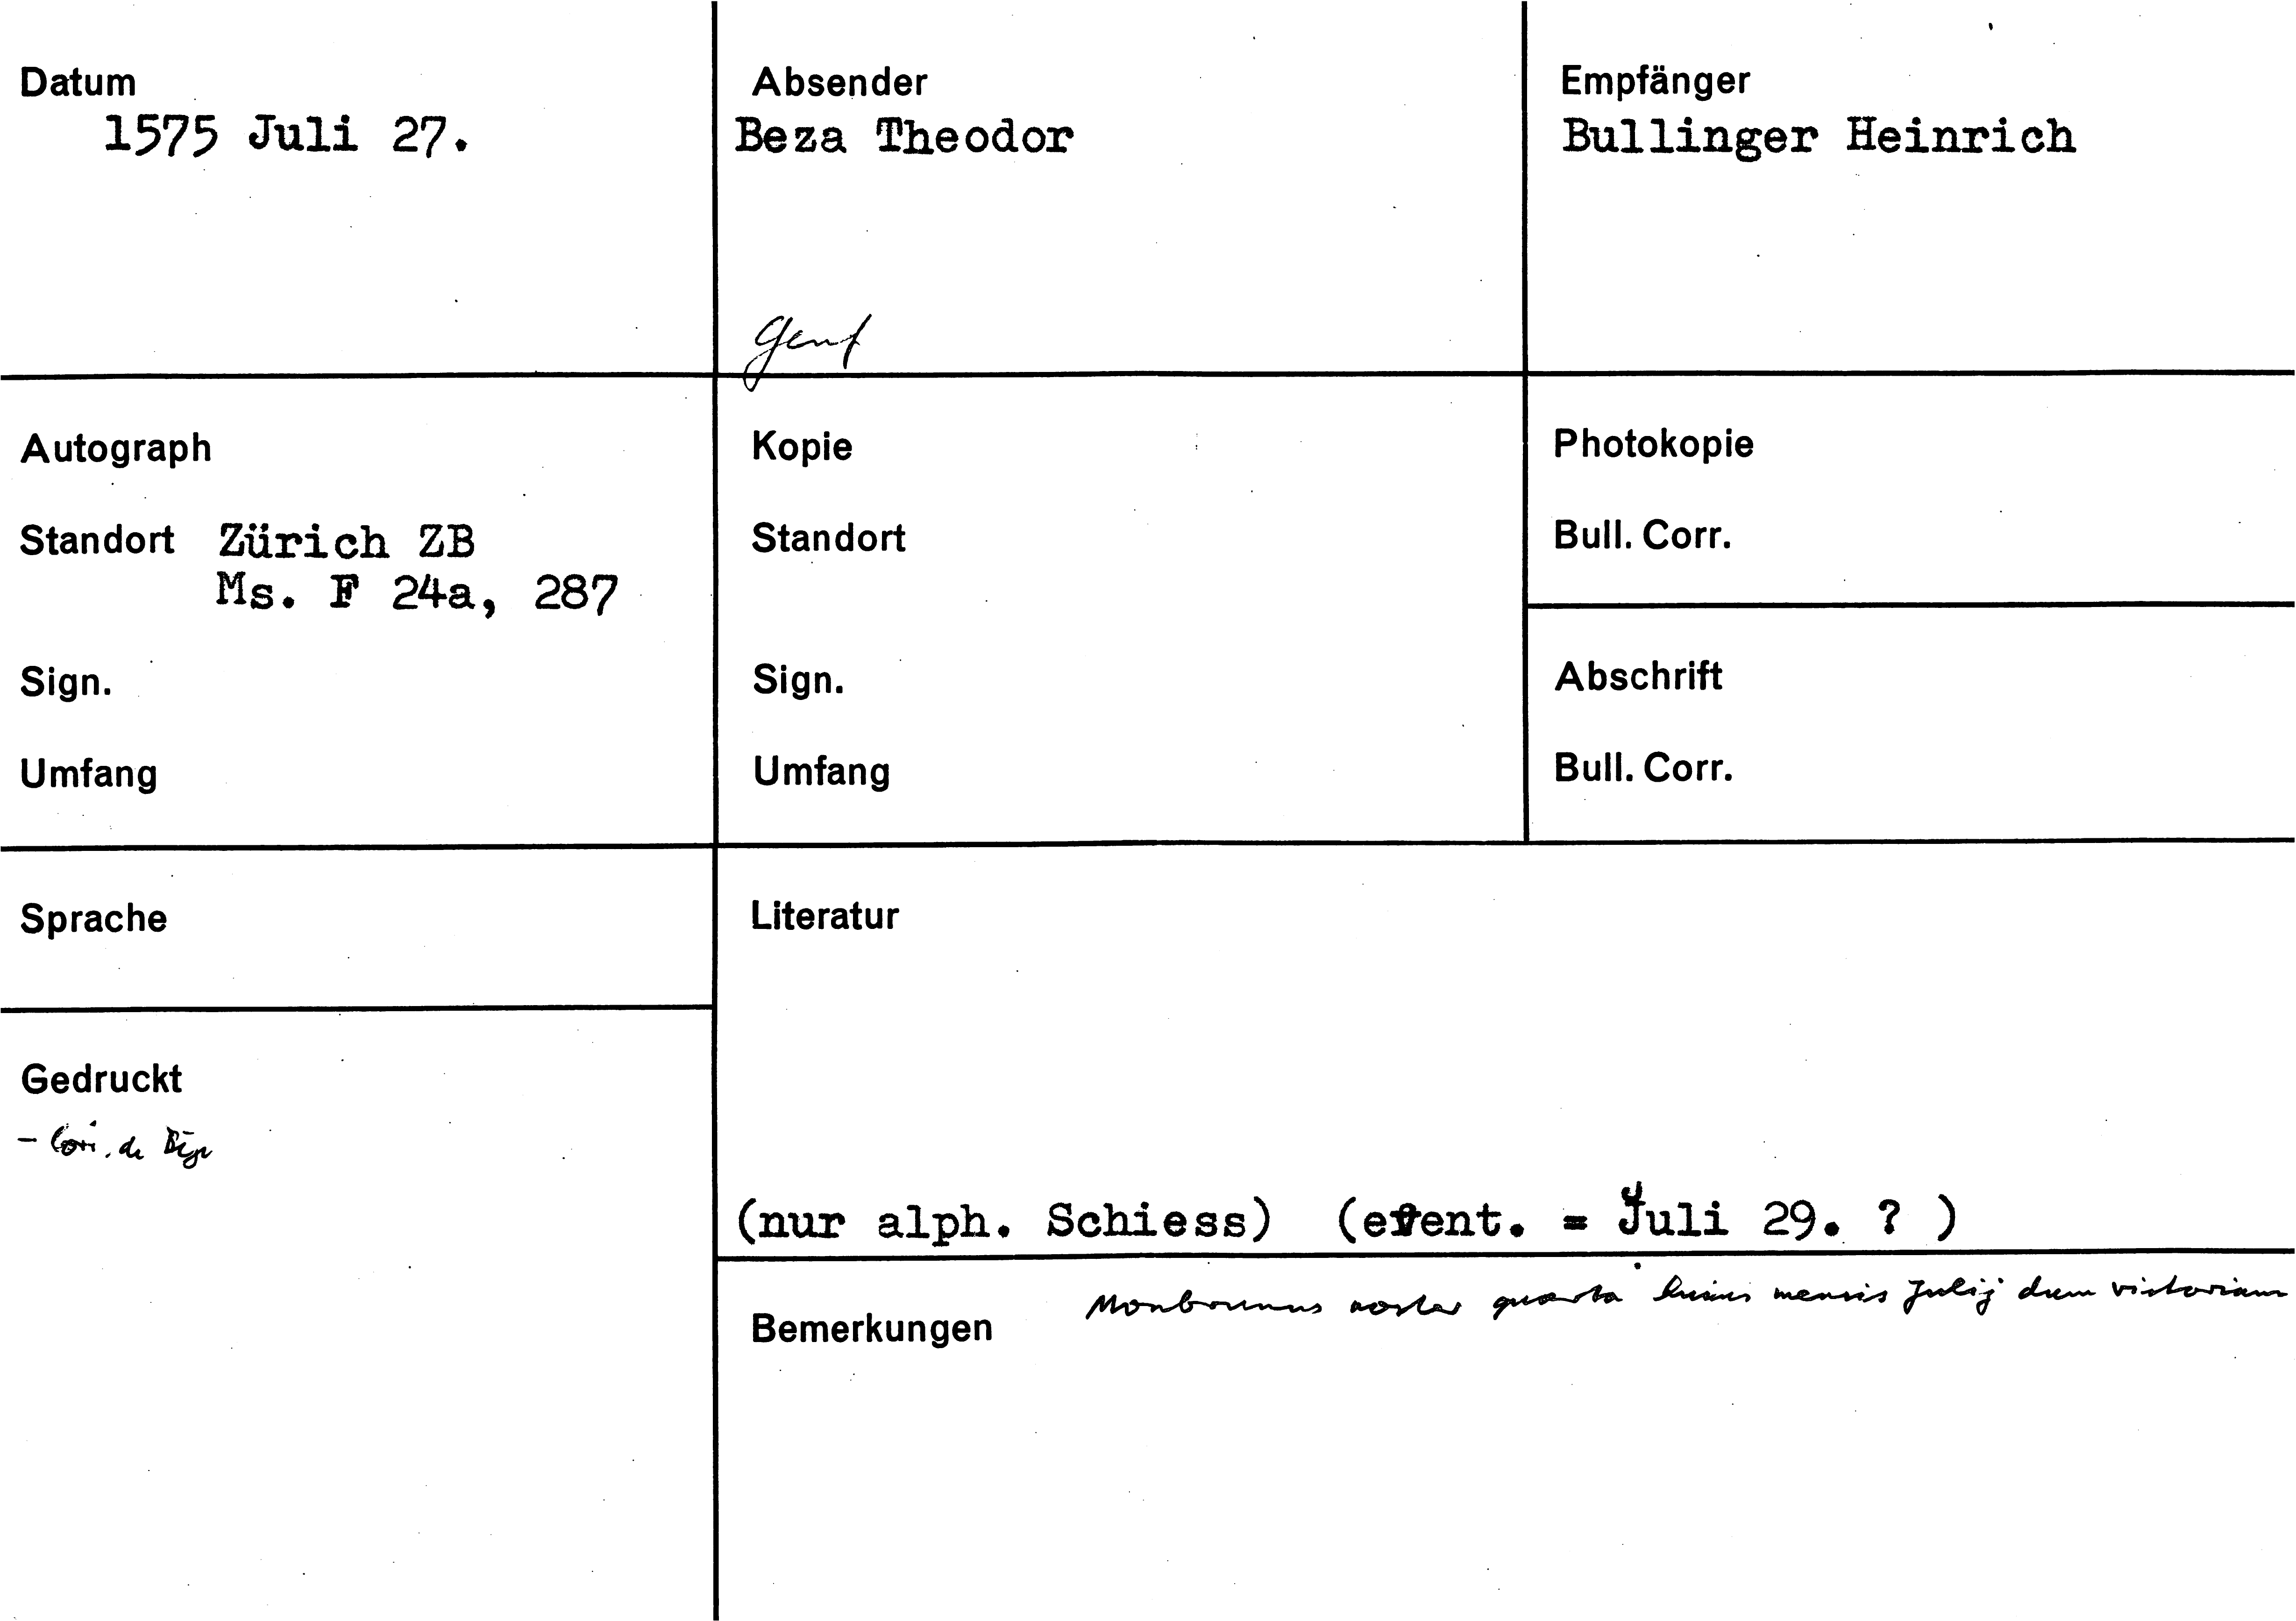 Datum
1575 Juli 27.
Absender
Beza Theodor
Genf
Empfänger
Bullinger Heinrich
Autograph
Standort Zürich ZB
Ms. F 24a, 287
Sign.
Umfang
Kopie
Standort
Sign.
Umfang
Photokopie
Bull. Corr.
Abschrift
Bull. Corr.
Sprache
Gedruckt
- Corr. de Bèze
Literatur
(nur alph. Schiess) (event. = Juli 29. ? )
Bemerkungen Monbrunus noster quarta huius mensis Julij dum victoriam